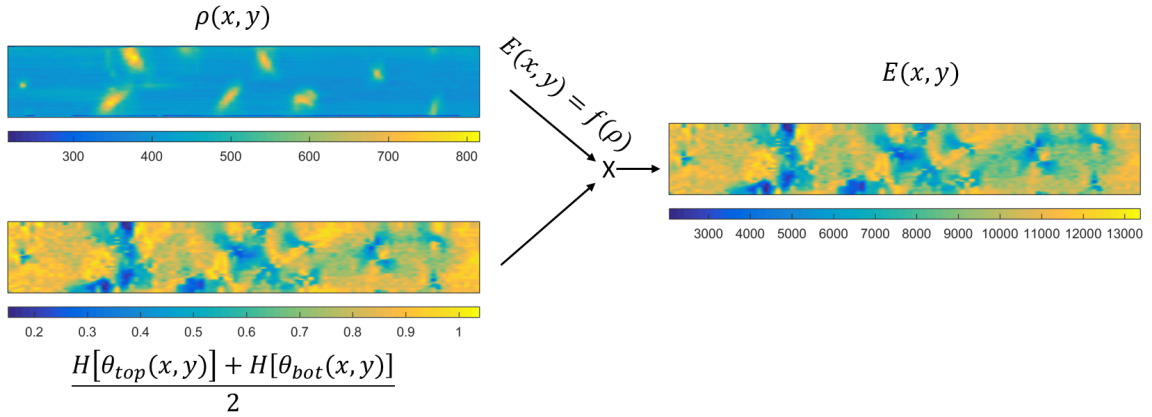 ρ(x, y)
300 400 500 600 700 800
E(x, y) = f(ρ)
X
E(x, y)
3000 4000 5000 6000 7000 8000 9000 10000 11000 12000 13000
0.2 0.3 0.4 0.5 0.6 0.7 0.8 0.9 1
H[θ_top(x, y)] + H[θ_bot(x, y)]
2